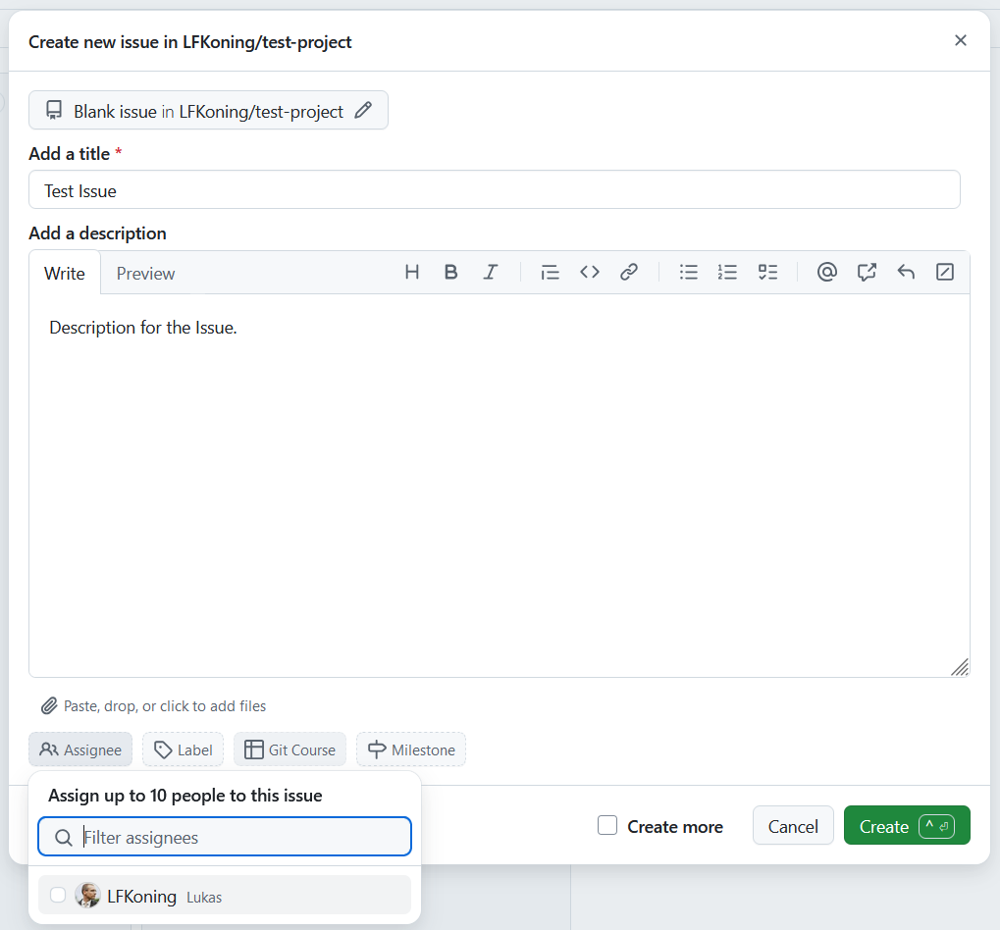 Create new issue in LFKoning/test-project
Blank issue in LFKoning/test-project
Add a title *
Test Issue
Add a description
Write Preview
Description for the Issue.
Paste, drop, or click to add files
Assignee Label Git Course Milestone
Assign up to 10 people to this issue
Filter assignees
LFKoning Lukas
Create more Cancel Create ^ ⏎